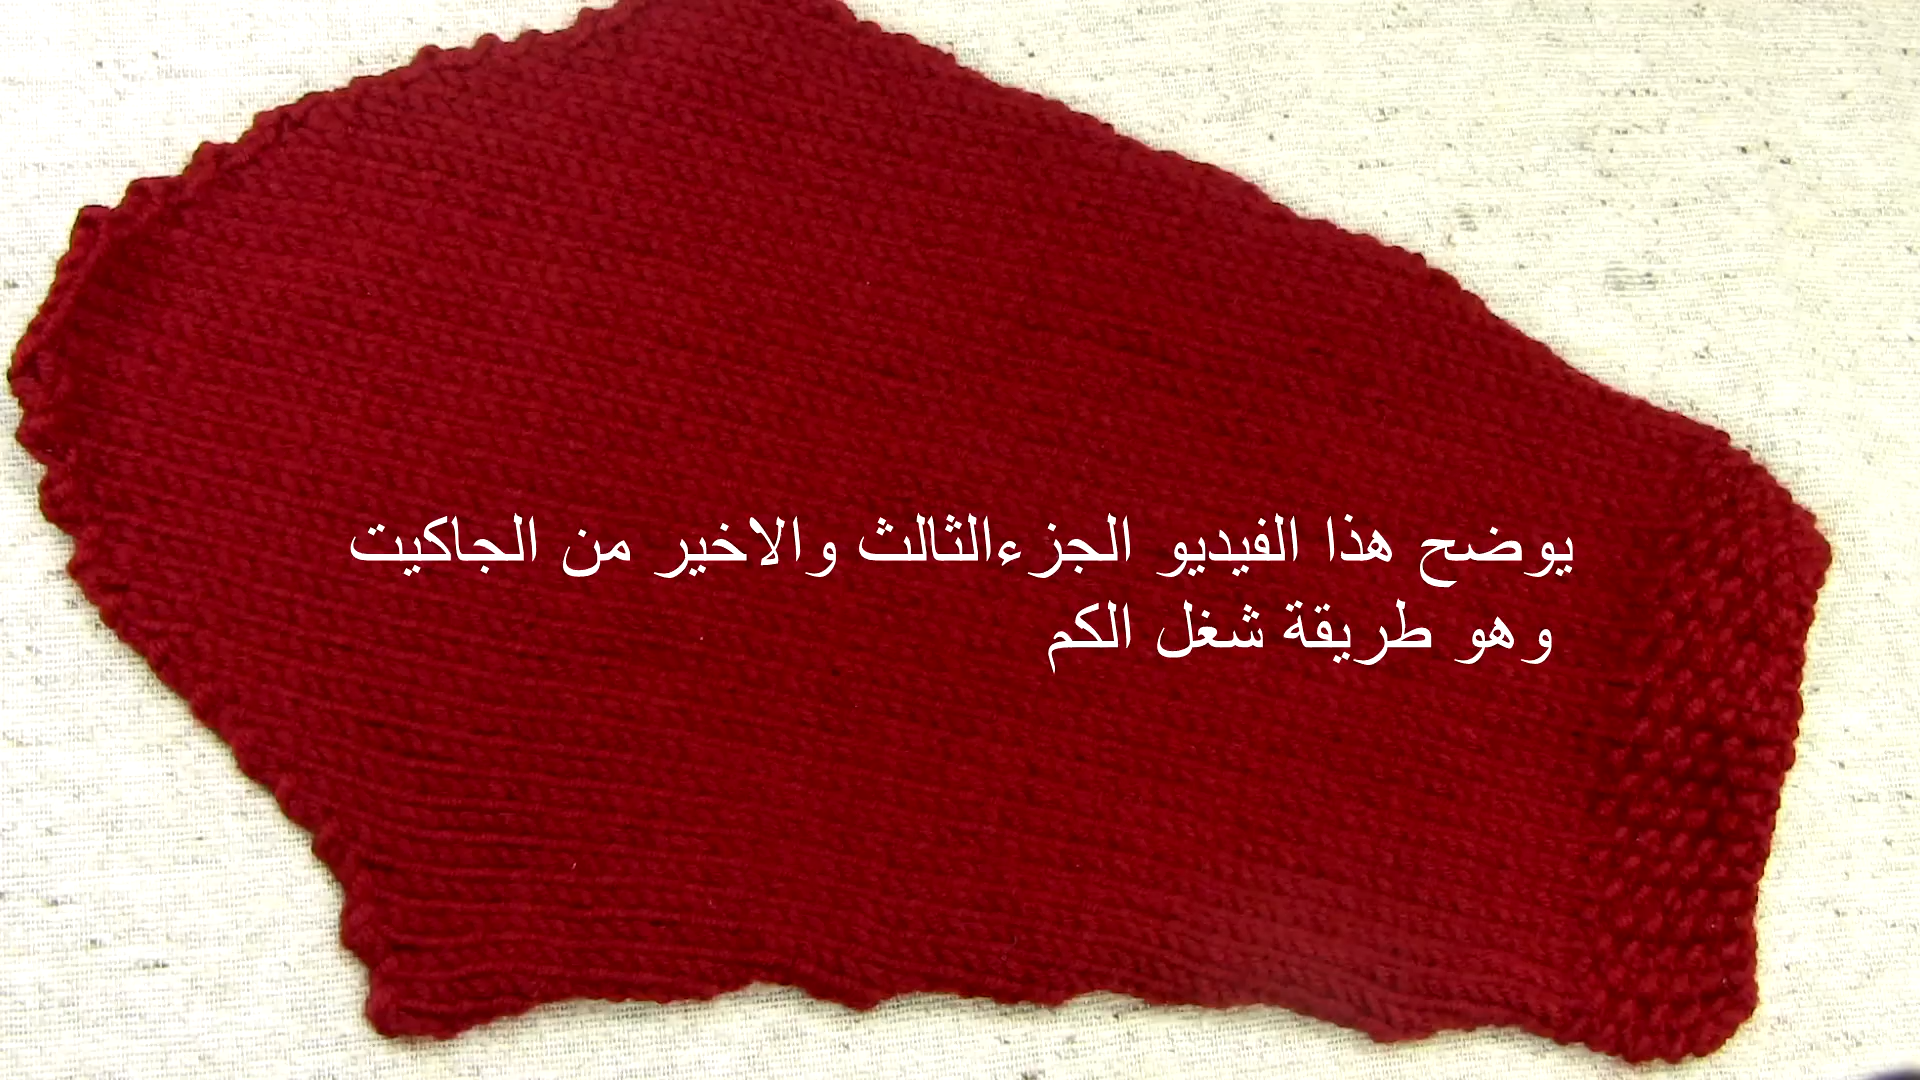 يوضح هذا الفيديو الجزءالثالث والاخير من الجاكيت
وهو طريقة شغل الكم